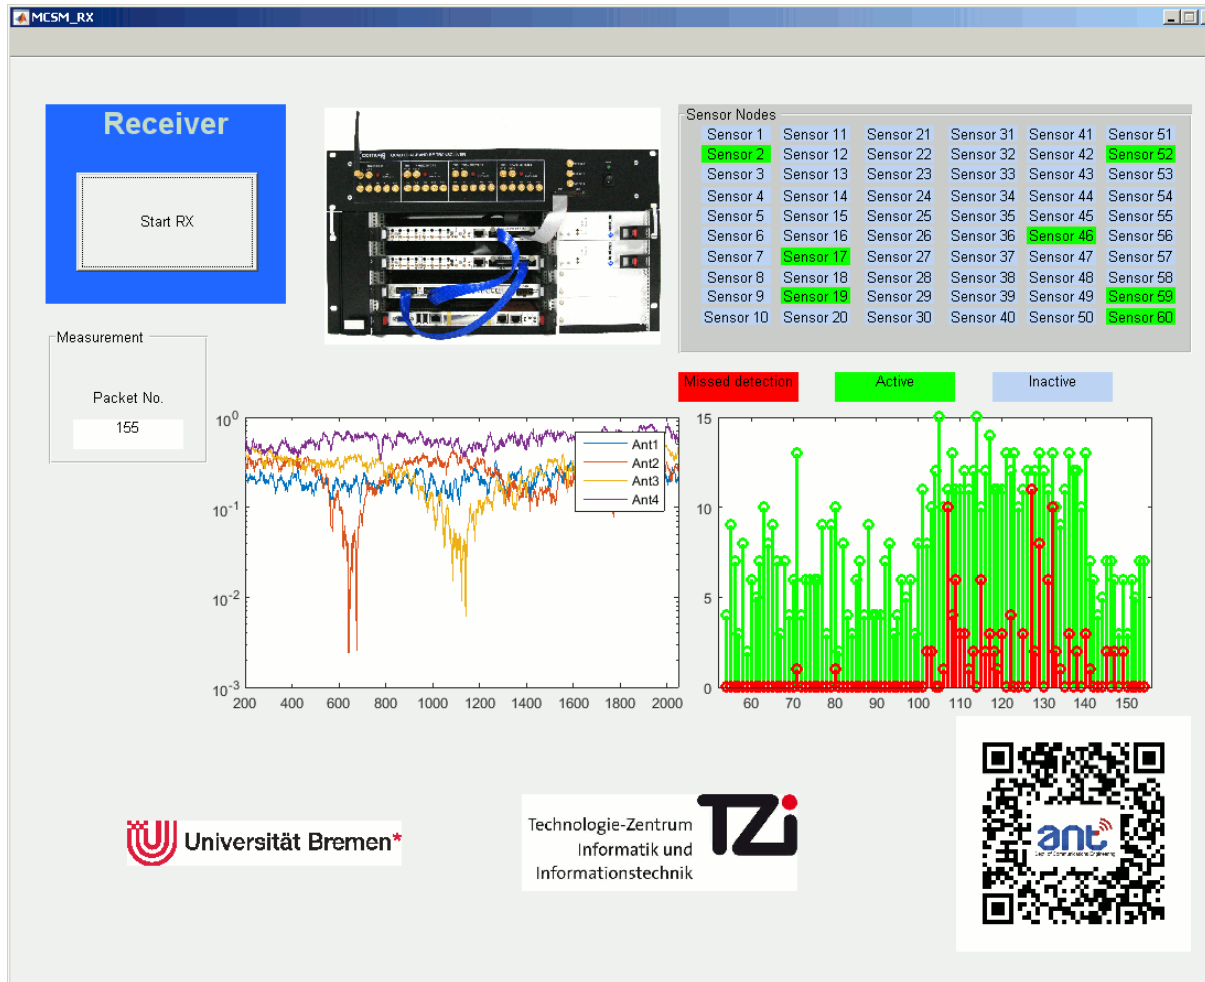 MCSM_RX
Receiver
Start RX
Sensor Nodes
Sensor 1 Sensor 11 Sensor 21 Sensor 31 Sensor 41 Sensor 51
Sensor 2 Sensor 12 Sensor 22 Sensor 32 Sensor 42 Sensor 52
Sensor 3 Sensor 13 Sensor 23 Sensor 33 Sensor 43 Sensor 53
Sensor 4 Sensor 14 Sensor 24 Sensor 34 Sensor 44 Sensor 54
Sensor 5 Sensor 15 Sensor 25 Sensor 35 Sensor 45 Sensor 55
Sensor 6 Sensor 16 Sensor 26 Sensor 36 Sensor 46 Sensor 56
Sensor 7 Sensor 17 Sensor 27 Sensor 37 Sensor 47 Sensor 57
Sensor 8 Sensor 18 Sensor 28 Sensor 38 Sensor 48 Sensor 58
Sensor 9 Sensor 19 Sensor 29 Sensor 39 Sensor 49 Sensor 59
Sensor 10 Sensor 20 Sensor 30 Sensor 40 Sensor 50 Sensor 60
Measurement
Packet No.
155
Missed detection Active Inactive
10^0
10^-1
10^-2
10^-3
200 400 600 800 1000 1200 1400 1600 1800 2000
Ant1
Ant2
Ant3
Ant4
15
10
5
0
60 70 80 90 100 110 120 130 140 150
Universität Bremen*
Technologie-Zentrum
Informatik und
Informationstechnik
TZi
ant
Dept. of Communications Engineering